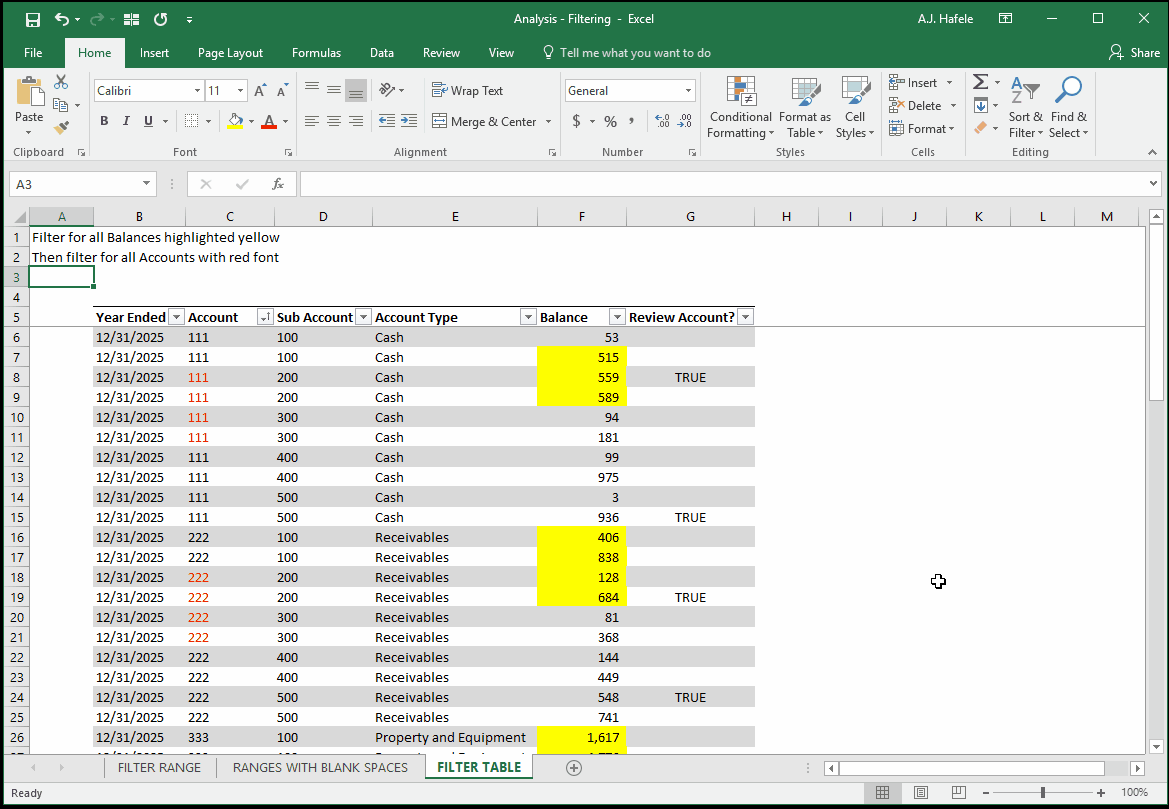 Analysis - Filtering - Excel
A.J. Hafele
File Home Insert Page Layout Formulas Data Review View Tell me what you want to do Share
Paste
Calibri 11
B I U A
Wrap Text
Merge & Center
General
$ % ,
Conditional Formatting
Format as Table
Cell Styles
Insert
Delete
Format
Sort & Filter
Find & Select
Clipboard Font Alignment Number Styles Cells Editing
A3 fx
A B C D E F G H I J K L M
1 Filter for all Balances highlighted yellow
2 Then filter for all Accounts with red font
3
4
5 Year Ended Account Sub Account Account Type Balance Review Account?
6 12/31/2025 111 100 Cash 53
7 12/31/2025 111 100 Cash 515
8 12/31/2025 111 200 Cash 559 TRUE
9 12/31/2025 111 200 Cash 589
10 12/31/2025 111 300 Cash 94
11 12/31/2025 111 300 Cash 181
12 12/31/2025 111 400 Cash 99
13 12/31/2025 111 400 Cash 975
14 12/31/2025 111 500 Cash 3
15 12/31/2025 111 500 Cash 936 TRUE
16 12/31/2025 222 100 Receivables 406
17 12/31/2025 222 100 Receivables 838
18 12/31/2025 222 200 Receivables 128
19 12/31/2025 222 200 Receivables 684 TRUE
20 12/31/2025 222 300 Receivables 81
21 12/31/2025 222 300 Receivables 368
22 12/31/2025 222 400 Receivables 144
23 12/31/2025 222 400 Receivables 449
24 12/31/2025 222 500 Receivables 548 TRUE
25 12/31/2025 222 500 Receivables 741
26 12/31/2025 333 100 Property and Equipment 1,617
FILTER RANGE RANGES WITH BLANK SPACES FILTER TABLE
Ready 100%